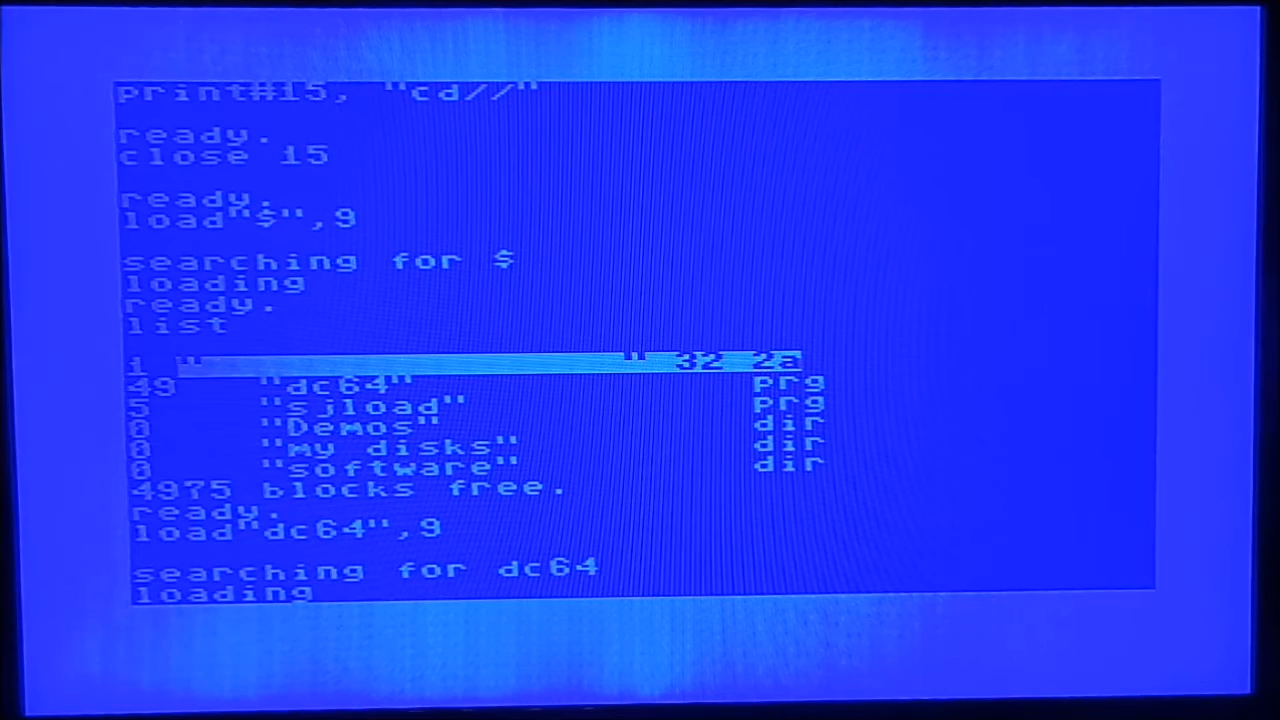 print#15, "cd//"
ready.
close 15
ready.
load"$",9
searching for $
loading
ready.
list
1 " " 32 2a
49 "dc64" prg
5 "sjload" prg
0 "Demos" dir
0 "my disks" dir
0 "software" dir
4975 blocks free.
ready.
load"dc64",9
searching for dc64
loading